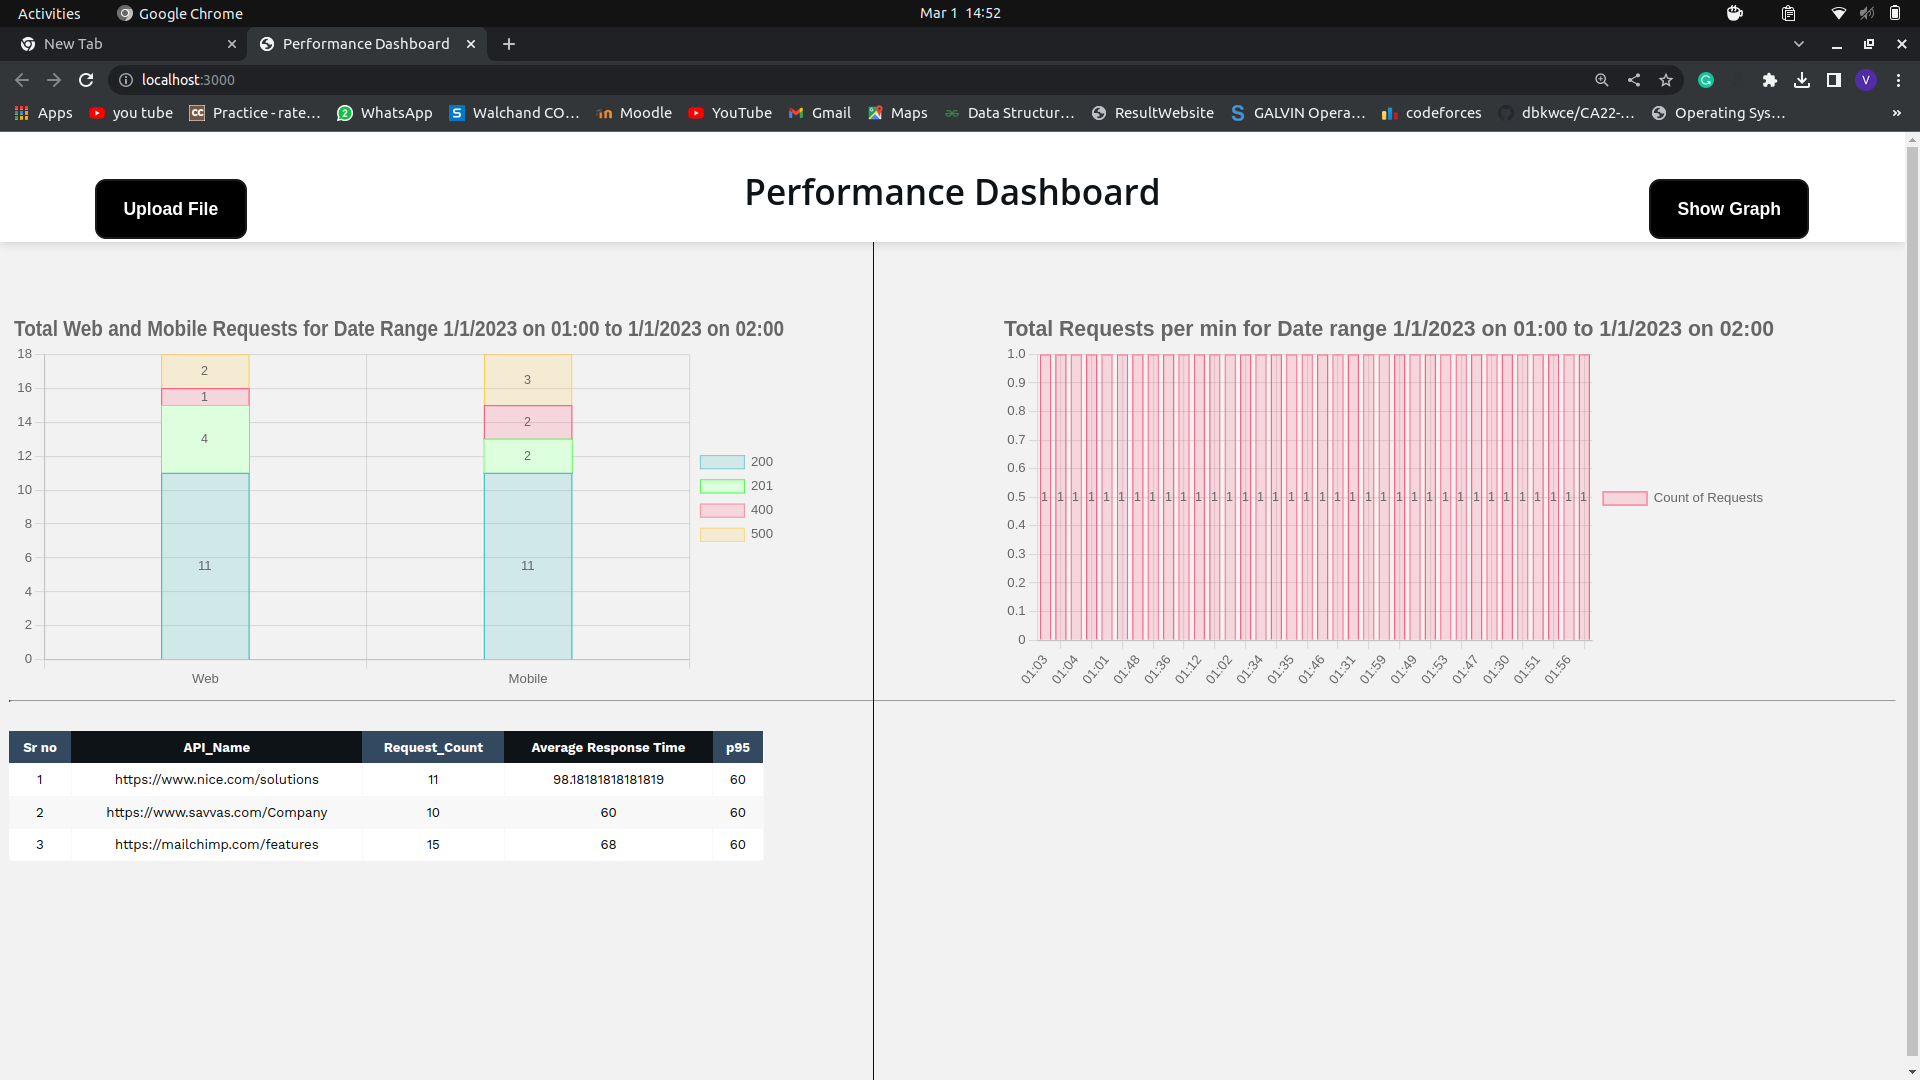 Activities Google Chrome Mar 1 14:52
New Tab Performance Dashboard
localhost:3000 V
Apps you tube Practice - rate... WhatsApp Walchand CO... Moodle YouTube Gmail Maps Data Structur... ResultWebsite GALVIN Opera... codeforces dbkwce/CA22-... Operating Sys... »
Upload File Performance Dashboard Show Graph
Total Web and Mobile Requests for Date Range 1/1/2023 on 01:00 to 1/1/2023 on 02:00
18
16
14
12
10
8
6
4
2
0
2
1
4
11
3
2
2
11
Web Mobile
200
201
400
500
Total Requests per min for Date range 1/1/2023 on 01:00 to 1/1/2023 on 02:00
1.0
0.9
0.8
0.7
0.6
0.5
0.4
0.3
0.2
0.1
0
1 1 1 1 1 1 1 1 1 1 1 1 1 1 1 1 1 1 1 1 1 1 1 1 1 1 1 1 1 1 1 1 1 1 1 1
01:03 01:04 01:01 01:48 01:36 01:12 01:02 01:34 01:35 01:46 01:31 01:59 01:49 01:53 01:47 01:30 01:51 01:56
Count of Requests
Sr no API_Name Request_Count Average Response Time p95
1 https://www.nice.com/solutions 11 98.18181818181819 60
2 https://www.savvas.com/Company 10 60 60
3 https://mailchimp.com/features 15 68 60